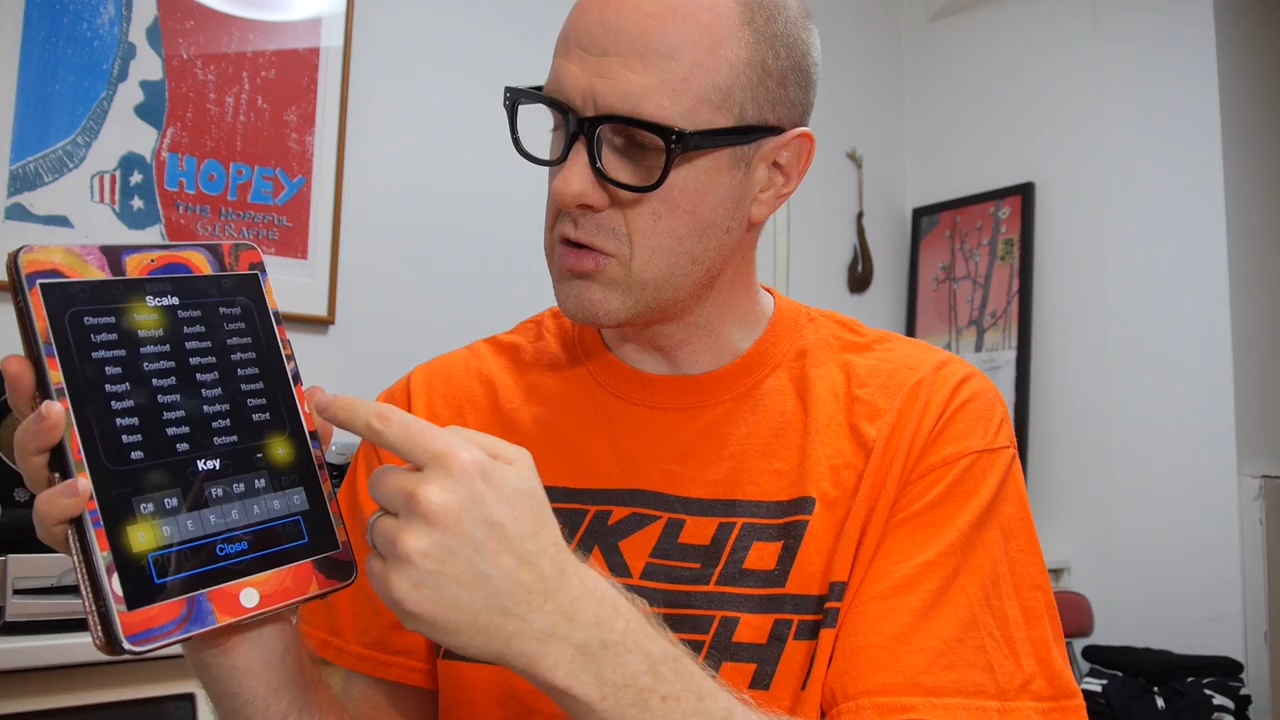 HOPEY
THE HOPEFUL
GIRAFFE
Scale
Chroma Ionian Dorian Phrygi
Lydian Mixlyd Aeolia Locria
mHarmo mMelod MBlues mBlues
Dim ComDim MPenta mPenta
Raga1 Raga2 Raga3 Arabia
Spain Gypsy Egypt Hawaii
Pelog Japan Ryukyu China
Bass Whole m3rd M3rd
4th 5th Octave
Key - +
C# D# F# G# A#
C D E F G A B C
Close